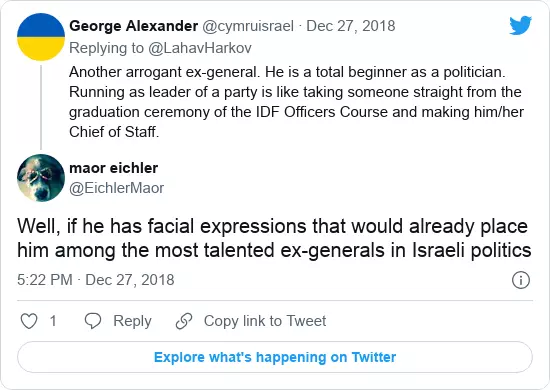 George Alexander @cymruisrael · Dec 27, 2018
Replying to @LahavHarkov
Another arrogant ex-general. He is a total beginner as a politician.
Running as leader of a party is like taking someone straight from the
graduation ceremony of the IDF Officers Course and making him/her
Chief of Staff.
maor eichler
@EichlerMaor
Well, if he has facial expressions that would already place
him among the most talented ex-generals in Israeli politics
5:22 PM · Dec 27, 2018
1 Reply Copy link to Tweet
Explore what's happening on Twitter